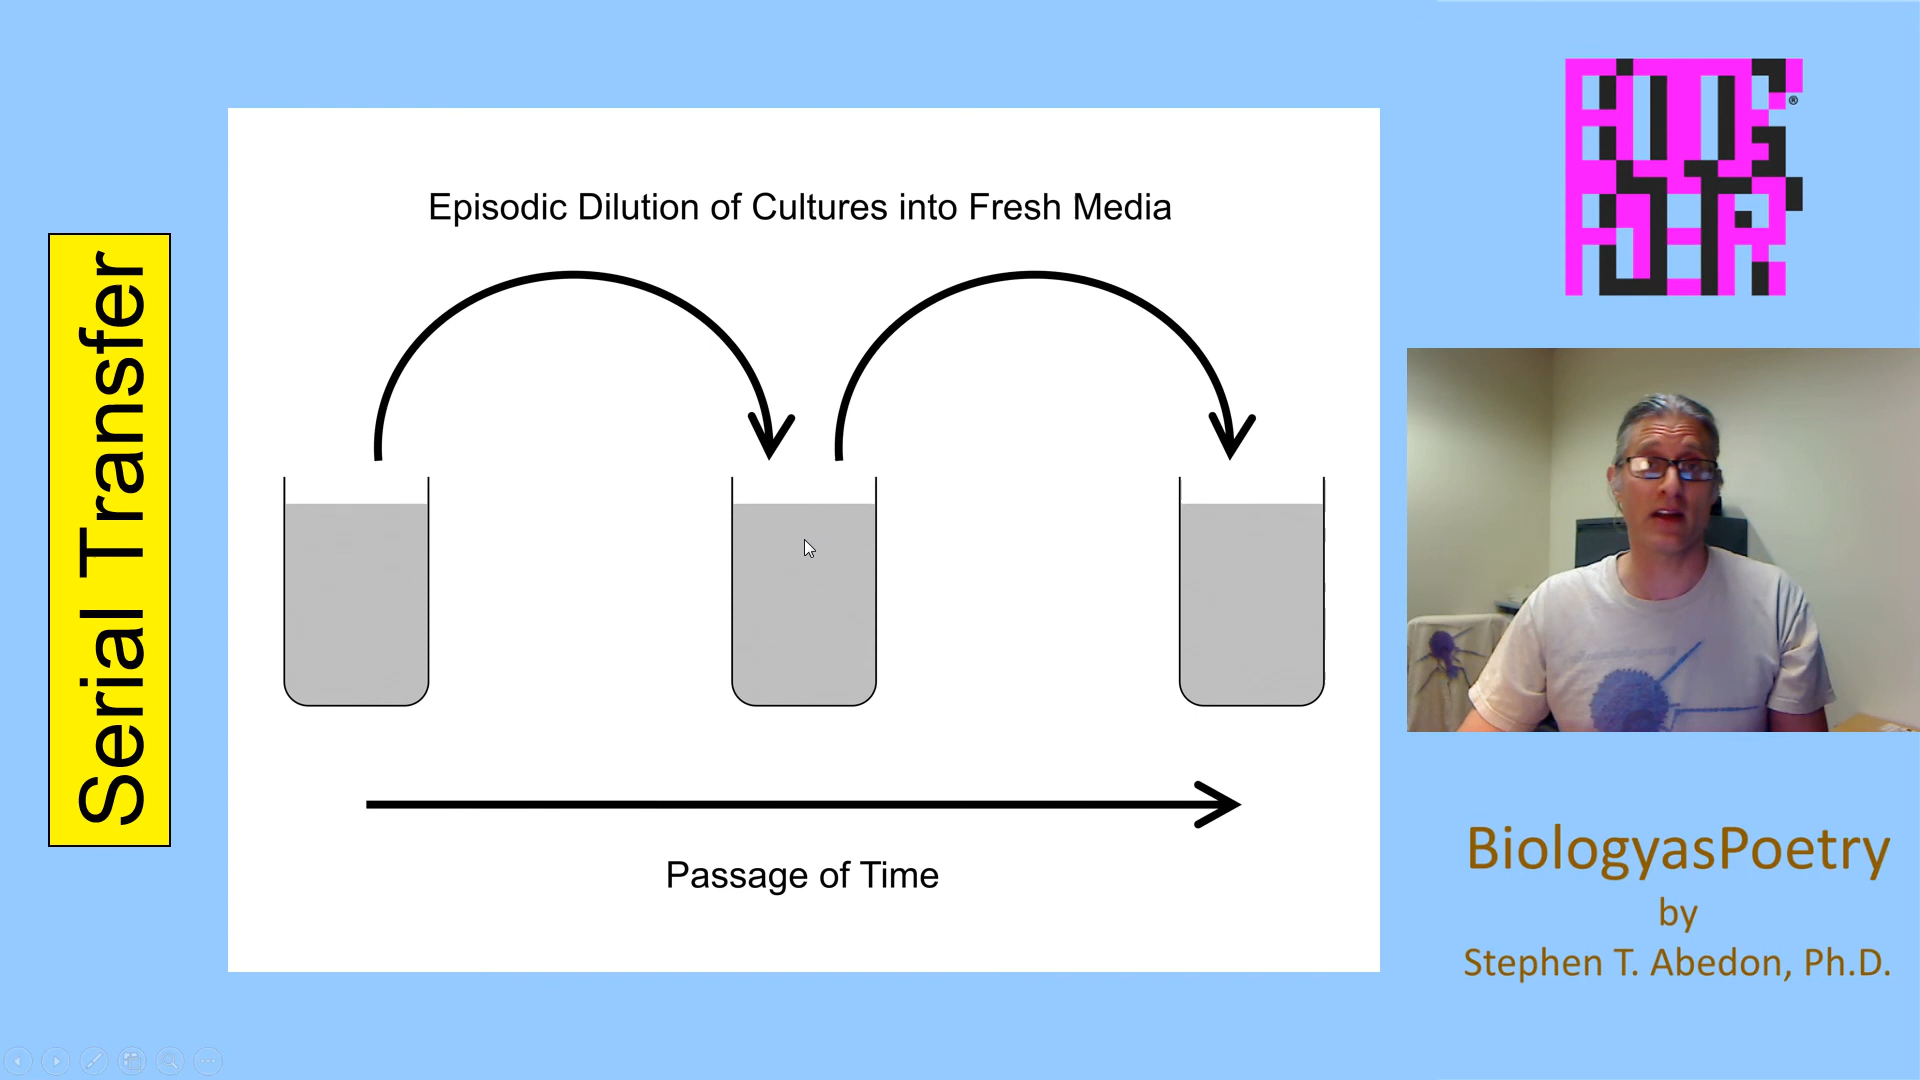 Serial Transfer
Episodic Dilution of Cultures into Fresh Media
Passage of Time
®
BiologyasPoetry
by
Stephen T. Abedon, Ph.D.